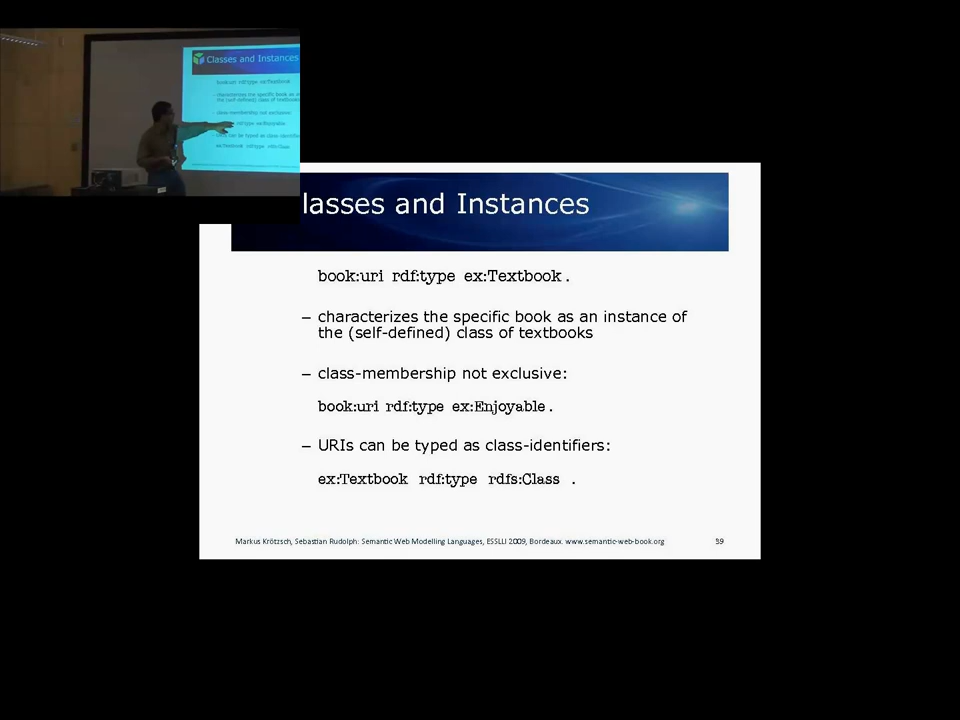 Classes and Instances
lasses and Instances
book:uri rdf:type ex:Textbook .
– characterizes the specific book as an instance of
the (self-defined) class of textbooks
– class-membership not exclusive:
book:uri rdf:type ex:Enjoyable .
– URIs can be typed as class-identifiers:
ex:Textbook rdf:type rdfs:Class .
Markus Krötzsch, Sebastian Rudolph: Semantic Web Modelling Languages, ESSLLI 2009, Bordeaux. www.semantic-web-book.org 39